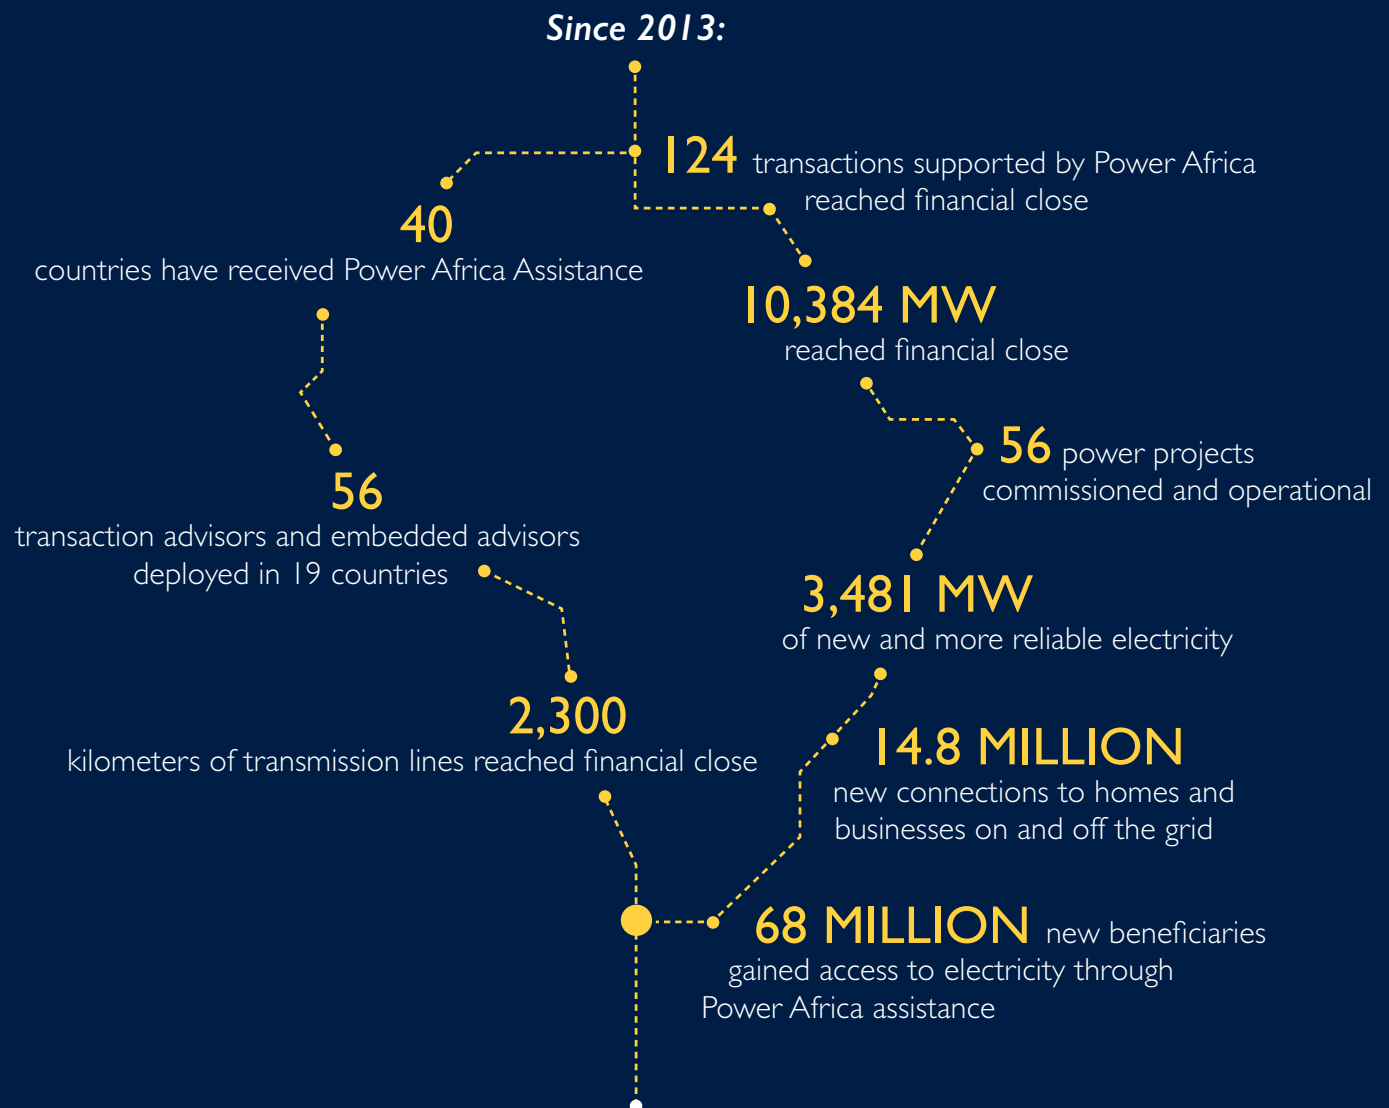 Since 2013:
124 transactions supported by Power Africa
reached financial close
40
countries have received Power Africa Assistance
10,384 MW
reached financial close
56 power projects
commissioned and operational
56
transaction advisors and embedded advisors
deployed in 19 countries
3,481 MW
of new and more reliable electricity
2,300
kilometers of transmission lines reached financial close
14.8 MILLION
new connections to homes and
businesses on and off the grid
68 MILLION new beneficiaries
gained access to electricity through
Power Africa assistance